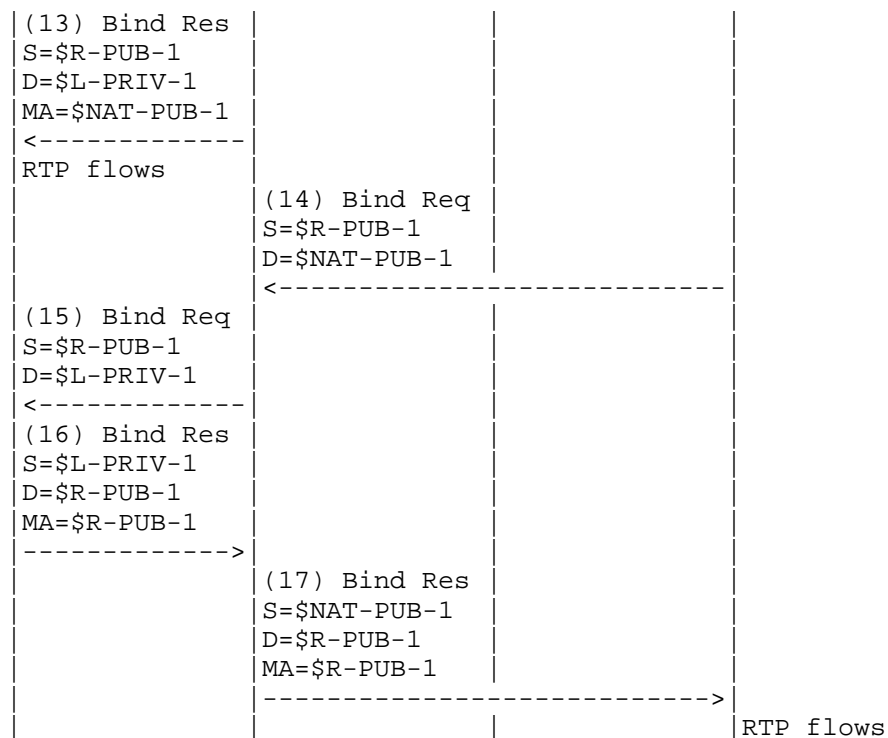 |(13) Bind Res |              |              |
|S=$R-PUB-1    |              |              |
|D=$L-PRIV-1   |              |              |
|MA=$NAT-PUB-1 |              |              |
|<-------------|              |              |
|RTP flows     |              |              |
|              |(14) Bind Req |              |
|              |S=$R-PUB-1    |              |
|              |D=$NAT-PUB-1  |              |
|              |<----------------------------|
|(15) Bind Req |              |              |
|S=$R-PUB-1    |              |              |
|D=$L-PRIV-1   |              |              |
|<-------------|              |              |
|(16) Bind Res |              |              |
|S=$L-PRIV-1   |              |              |
|D=$R-PUB-1    |              |              |
|MA=$R-PUB-1   |              |              |
|------------->|              |              |
|              |(17) Bind Res |              |
|              |S=$NAT-PUB-1  |              |
|              |D=$R-PUB-1    |              |
|              |MA=$R-PUB-1   |              |
|              |---------------------------->|
|              |              |              |RTP flows